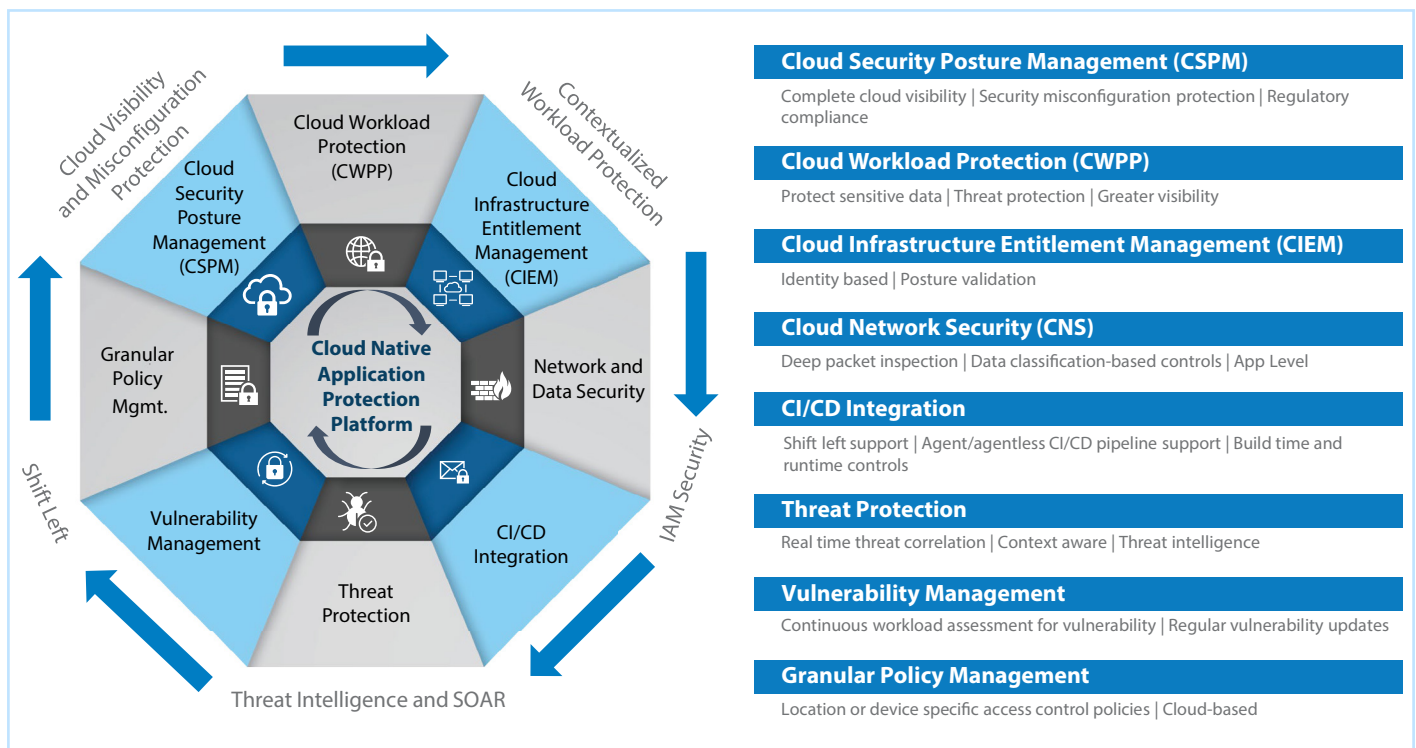 Cloud Visibility
and Misconfiguration
Protection
Contextualized
Workload Protection
IAM Security
Threat Intelligence and SOAR
Shift Left
Cloud Workload
Protection
(CWPP)
Cloud
Infrastructure
Entitlement
Management
(CIEM)
Network and
Data Security
CI/CD
Integration
Threat
Protection
Vulnerability
Management
Granular
Policy
Mgmt.
Cloud
Security
Posture
Management
(CSPM)
Cloud Native
Application
Protection
Platform
Cloud Security Posture Management (CSPM)
Complete cloud visibility | Security misconfiguration protection | Regulatory
compliance
Cloud Workload Protection (CWPP)
Protect sensitive data | Threat protection | Greater visibility
Cloud Infrastructure Entitlement Management (CIEM)
Identity based | Posture validation
Cloud Network Security (CNS)
Deep packet inspection | Data classification-based controls | App Level
CI/CD Integration
Shift left support | Agent/agentless CI/CD pipeline support | Build time and
runtime controls
Threat Protection
Real time threat correlation | Context aware | Threat intelligence
Vulnerability Management
Continuous workload assessment for vulnerability | Regular vulnerability updates
Granular Policy Management
Location or device specific access control policies | Cloud-based